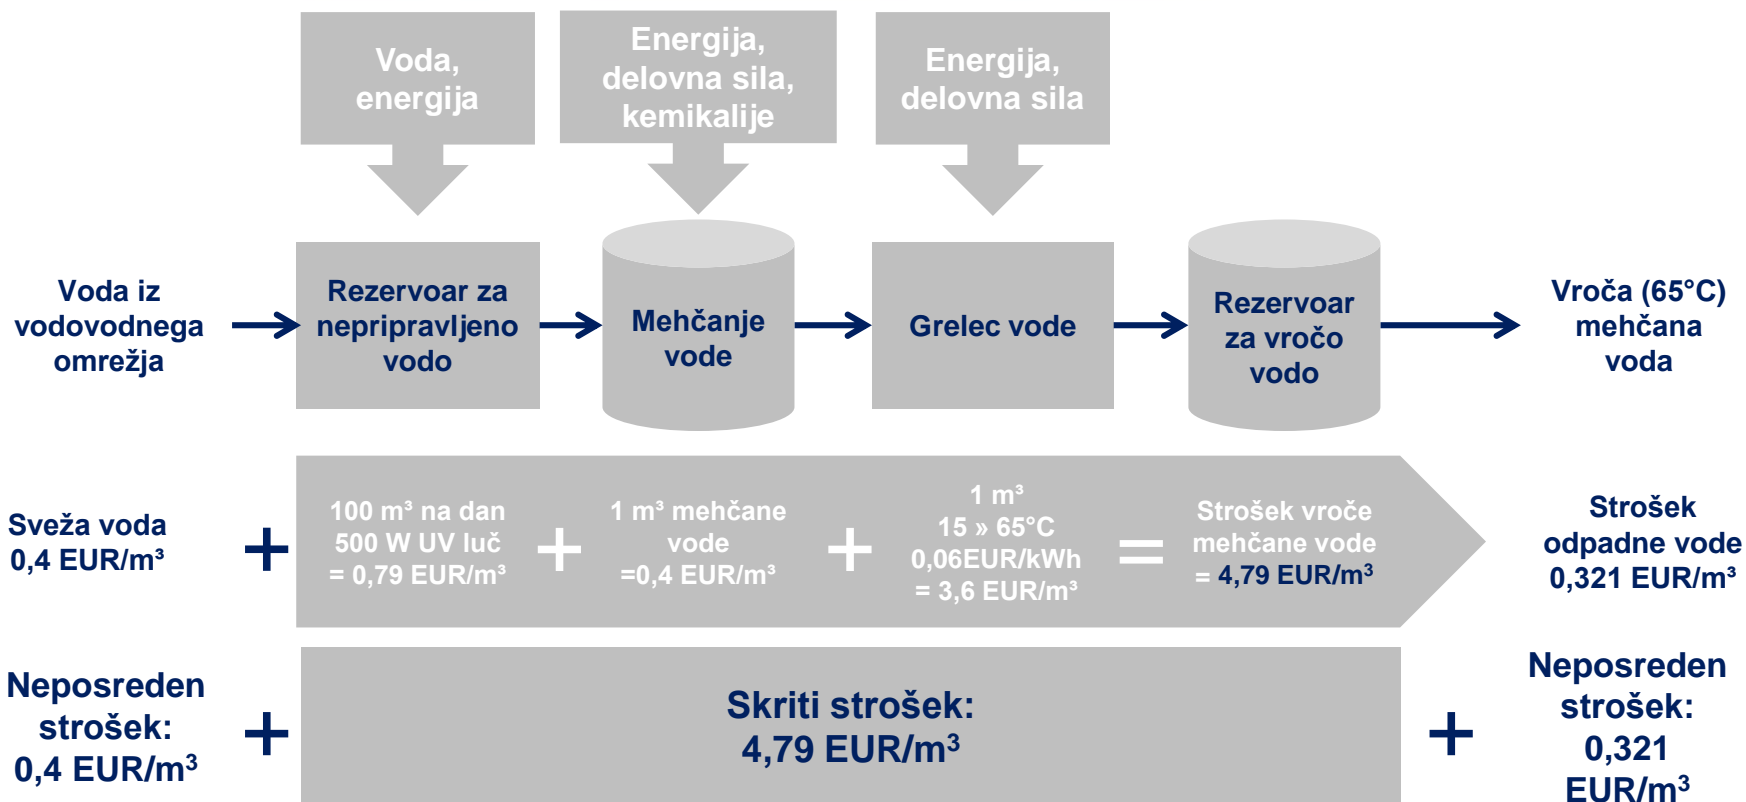 Voda,
energija
Energija,
delovna sila,
kemikalije
Energija,
delovna sila
Voda iz
vodovodnega
omrežja
Rezervoar za
nepripravljeno
vodo
Mehčanje
vode
Grelec vode
Rezervoar
za vročo
vodo
Vroča (65°C)
mehčana
voda
Sveža voda
0,4 EUR/m³
+
100 m³ na dan
500 W UV luč
= 0,79 EUR/m³
+
1 m³ mehčane
vode
=0,4 EUR/m³
+
1 m³
15 » 65°C
0,06EUR/kWh
= 3,6 EUR/m³
=
Strošek vroče
mehčane vode
= 4,79 EUR/m³
Strošek
odpadne vode
0,321 EUR/m³
Neposreden
strošek:
0,4 EUR/m³
+
Skriti strošek:
4,79 EUR/m³
+
Neposreden
strošek:
0,321
EUR/m³